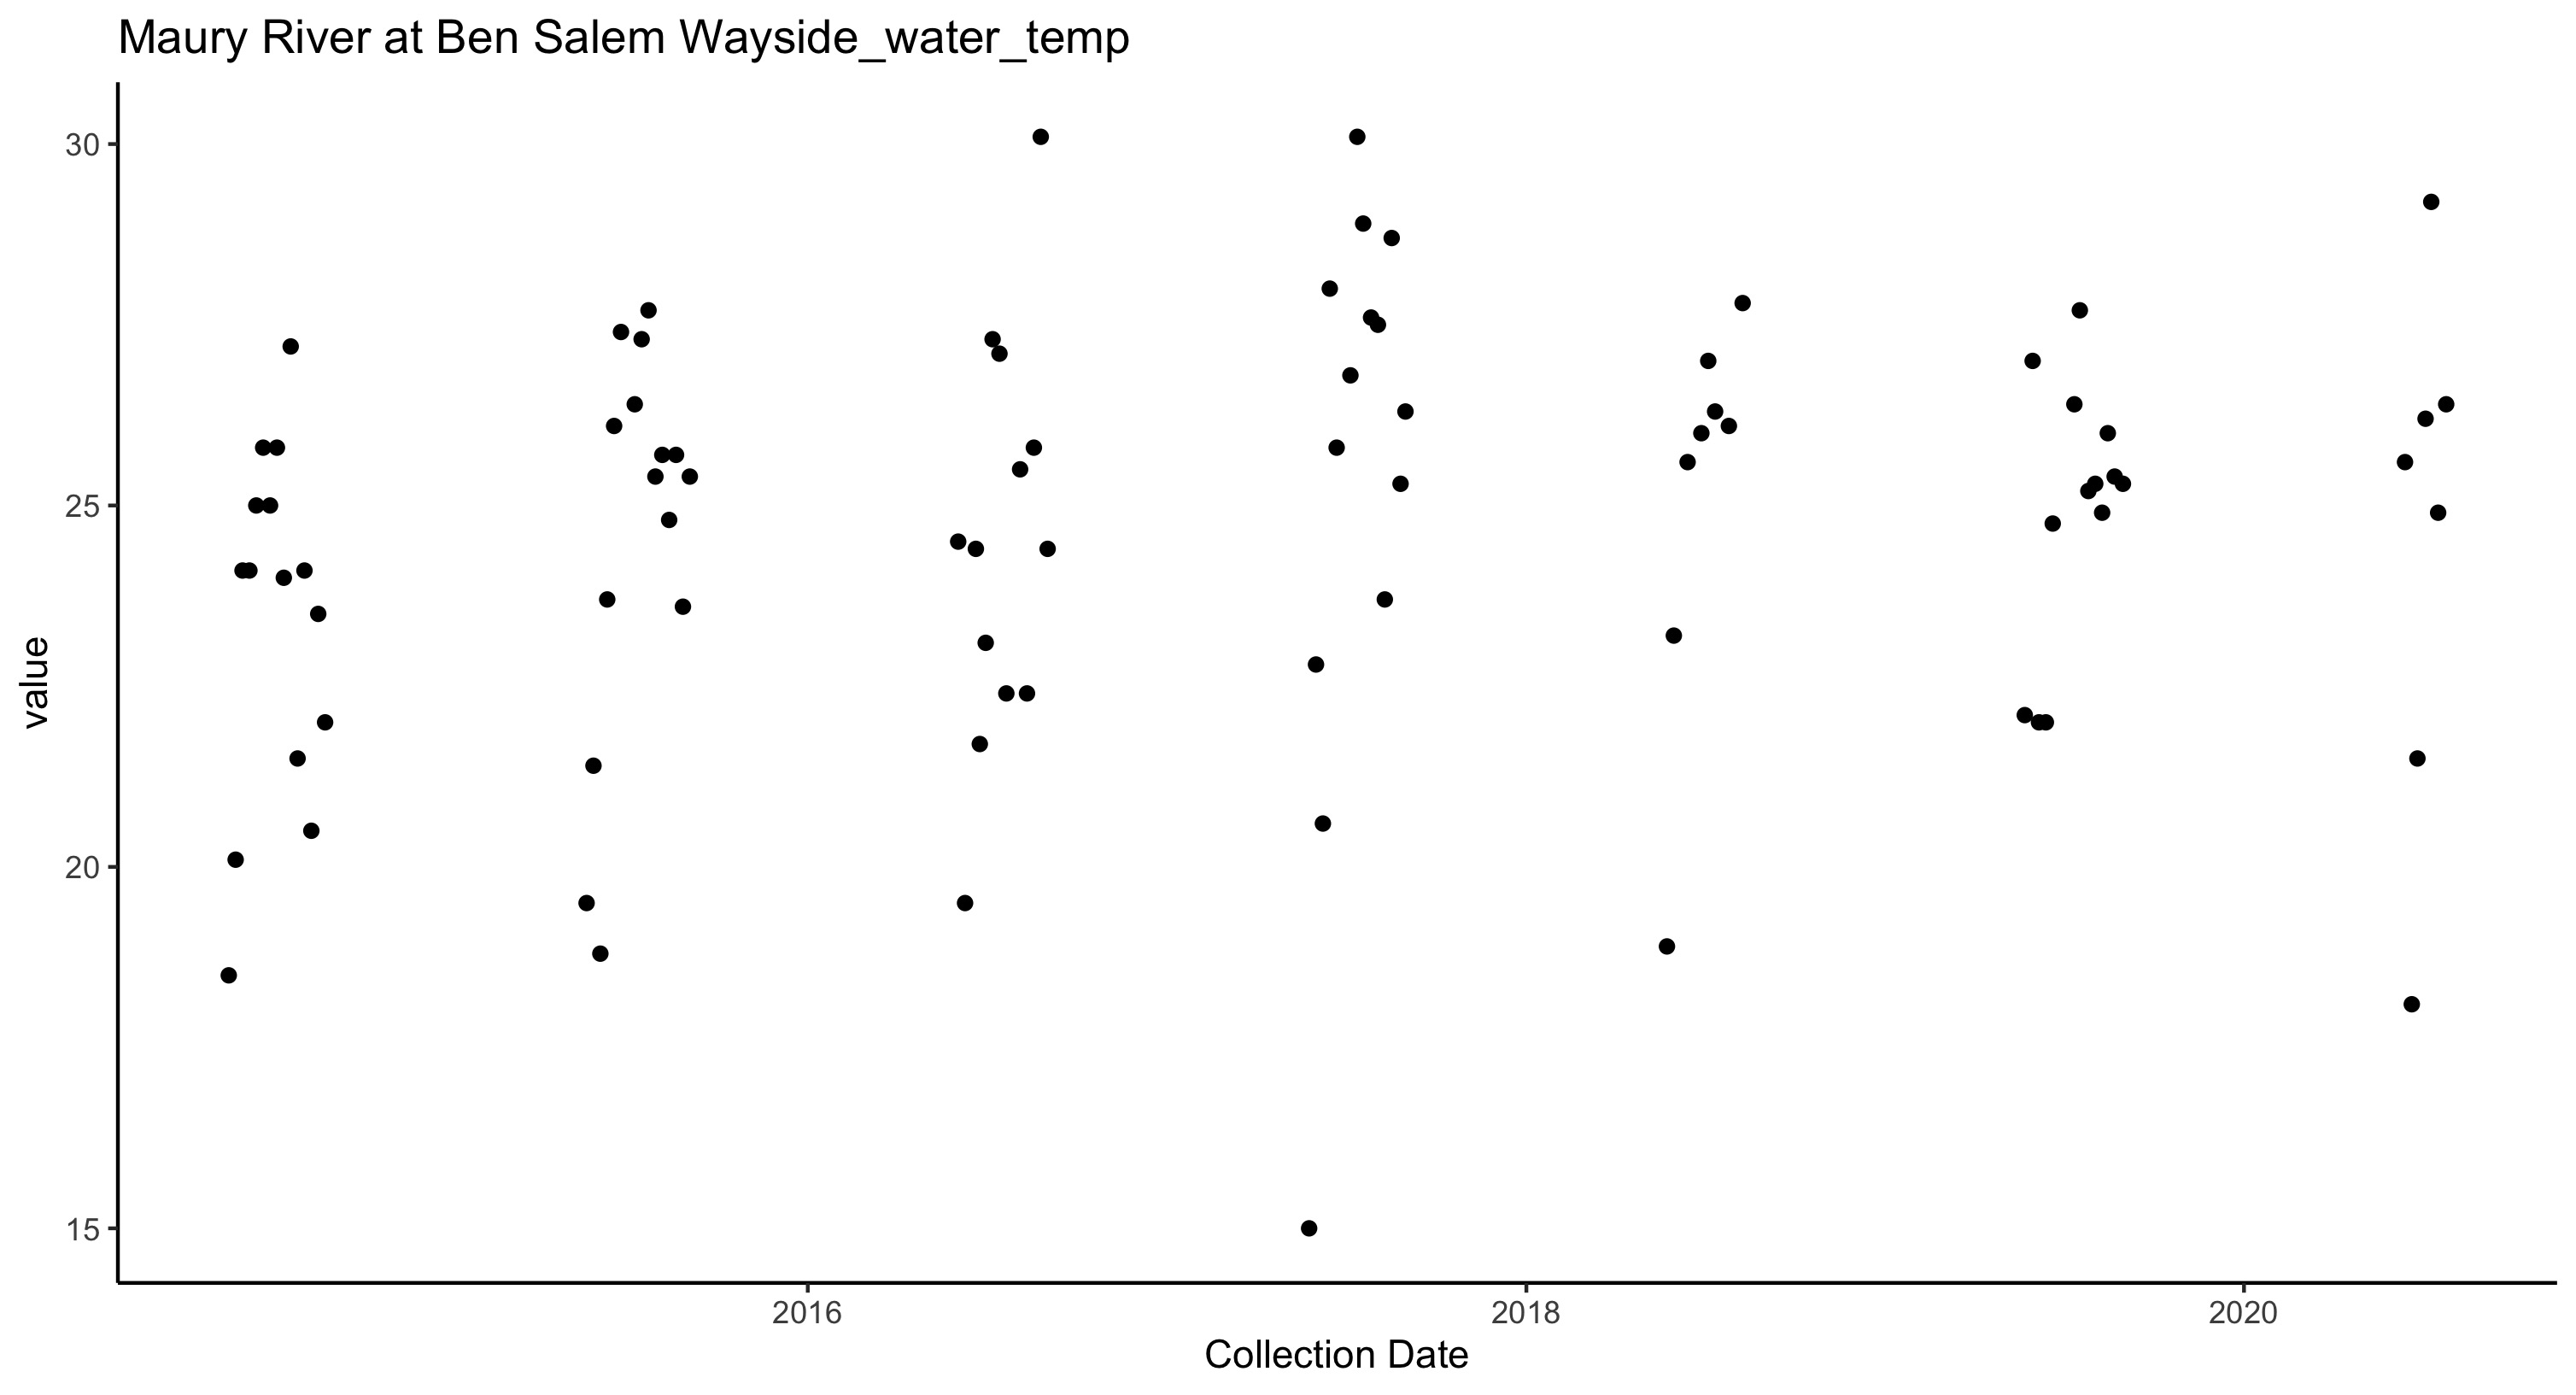 Maury River at Ben Salem Wayside_water_temp
30
25
20
15
value
2016 2018 2020
Collection Date